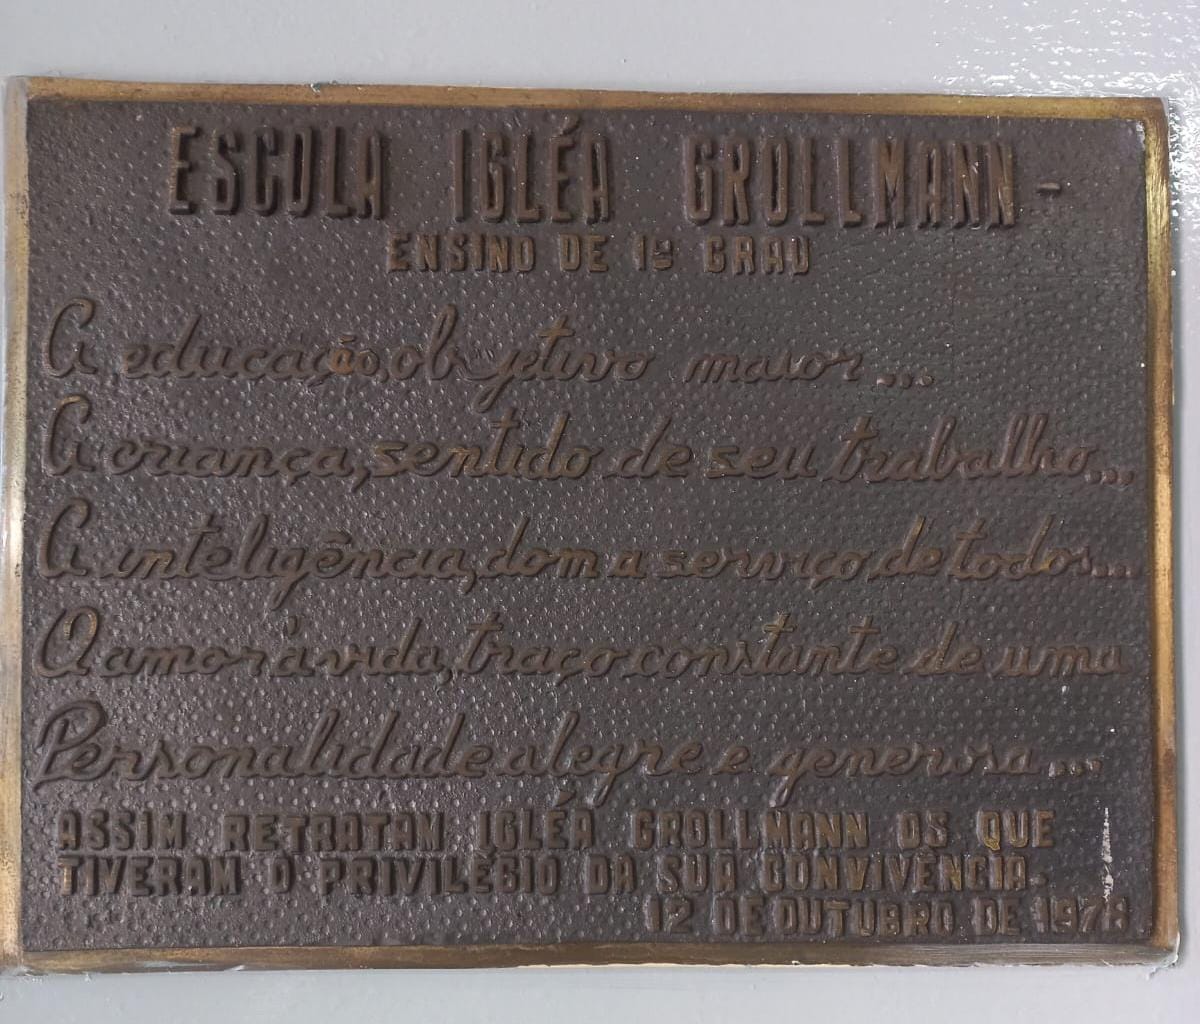 ESCOLA IGLÉA GROLLMANN -
ENSINO DE 1º GRAU
A educação, objetivo maior...
A criança, sentido de seu trabalho...
A inteligência, dom a serviço de todos...
O amor à vida, traço constante de uma
Personalidade alegre e generosa...
ASSIM RETRATAM IGLÉA GROLLMANN OS QUE
TIVERAM O PRIVILÉGIO DA SUA CONVIVÊNCIA.
12 DE OUTUBRO DE 1978